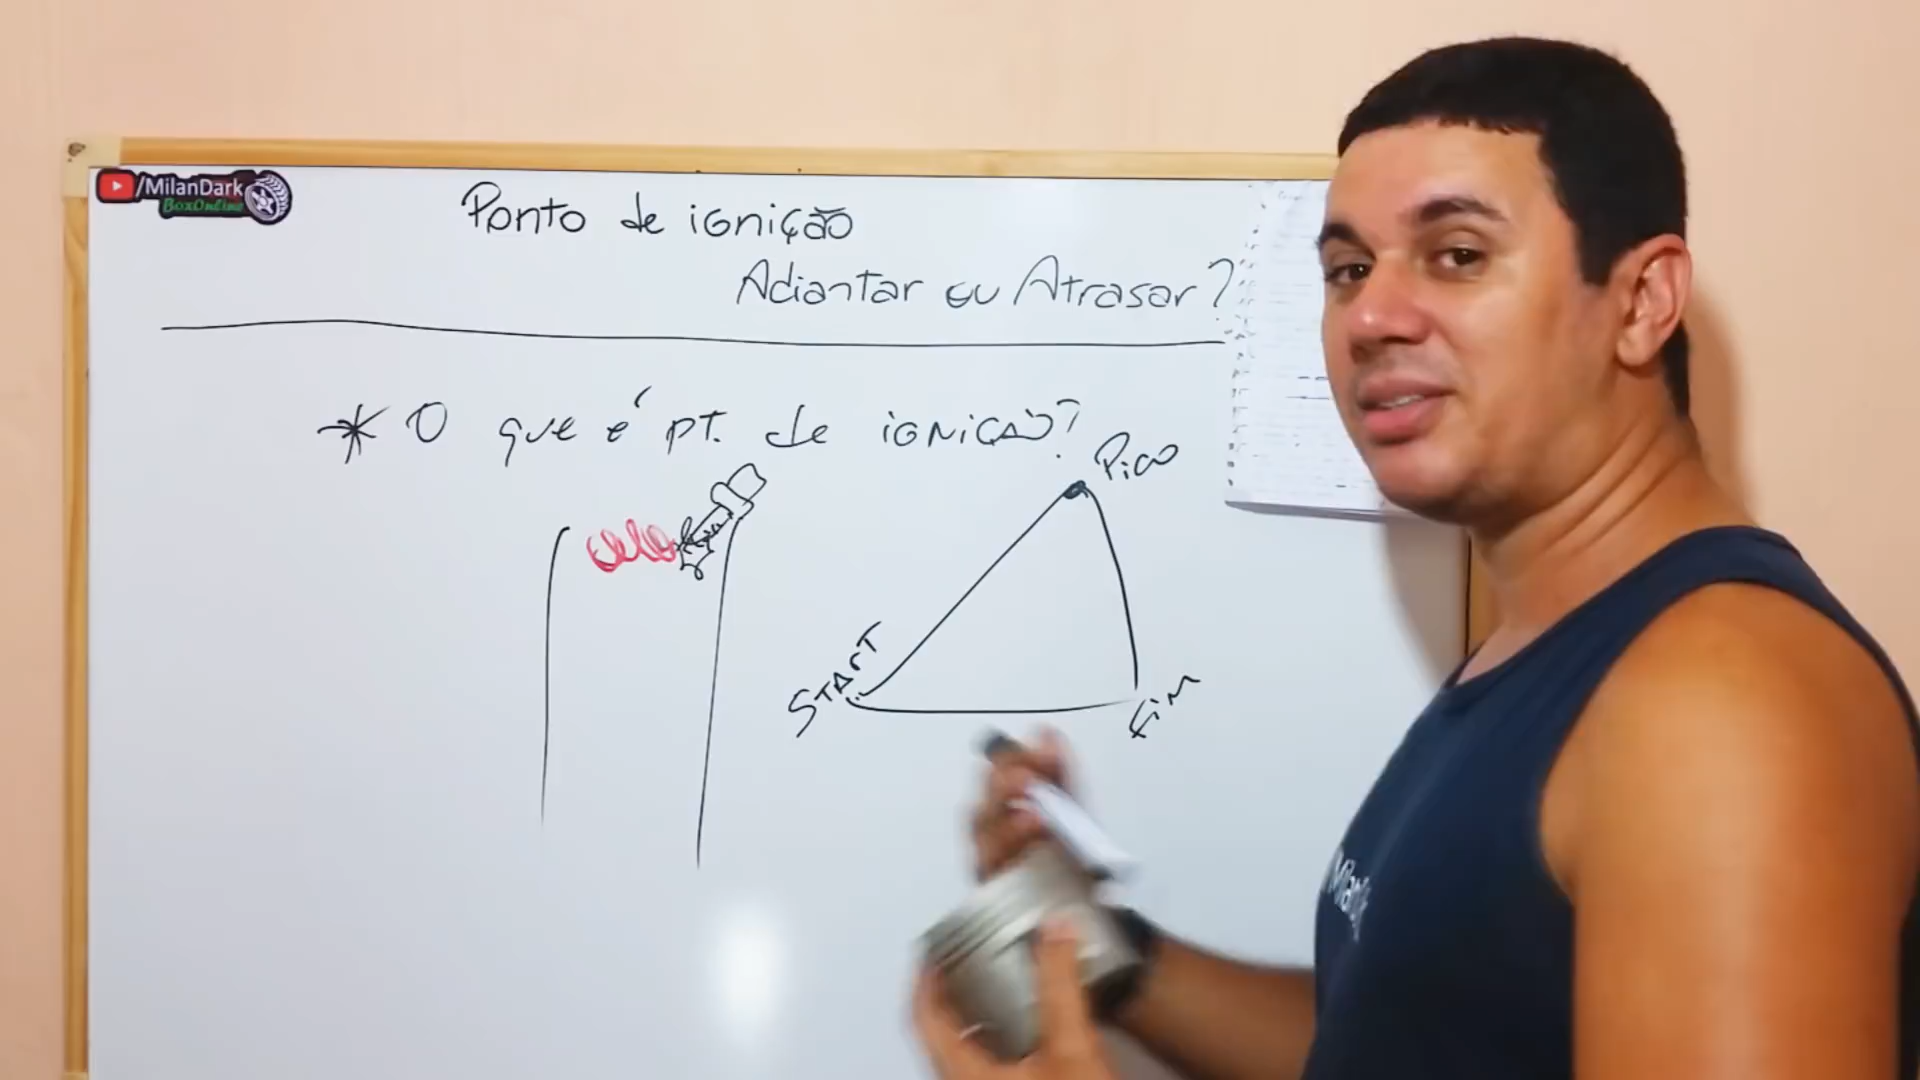 /MilanDark
BoxOnline
Ponto de ignição
Adiantar ou Atrasar?
* O que é pt. de ignição?
Pico
START
Fim